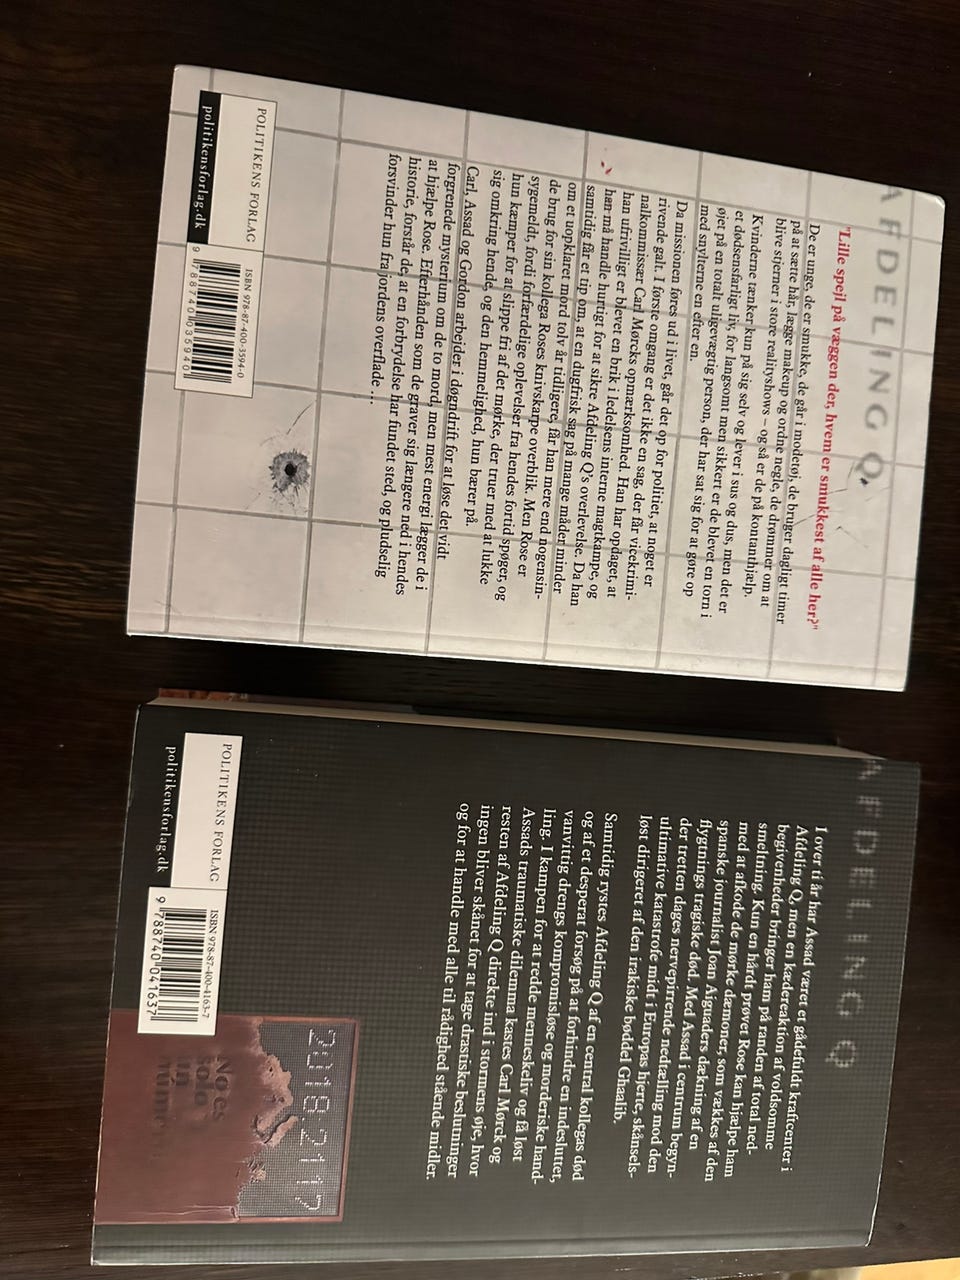 AFDELING Q
"Lille spejl på væggen der, hvem er smukkest af alle her?"
De er unge, de er smukke, de går i modetøj, de bruger dagligt timer
på at sætte hår, lægge makeup og ordne negle, de drømmer om at
blive stjerner i store realityshows – og så er de på kontanthjælp.
Kvinderne tænker kun på sig selv og lever i sus og dus, men det er
et dødsensfarligt liv, for langsomt men sikkert er de blevet en torn i
øjet på en totalt uligevægtig person, der har sat sig for at gøre op
med snylterne en efter en.
Da missionen føres ud i livet, går det op for politiet, at noget er
rivende galt. I første omgang er det ikke en sag, der får vicekrimi-
nalkommissær Carl Mørcks opmærksomhed. Han har opdaget, at
han ufrivilligt er blevet en brik i ledelsens interne magtkampe, og
han må handle hurtigt for at sikre Afdeling Q's overlevelse. Da han
samtidig får et tip om, at en dugfrisk sag på mange måder minder
om et uopklaret mord tolv år tidligere, får han mere end nogensin-
de brug for sin kollega Roses knivskarpe overblik. Men Rose er
sygemeldt, fordi forfærdelige oplevelser fra hendes fortid spøger, og
hun kæmper for at slippe fri af det mørke, der truer med at lukke
sig omkring hende, og den hemmelighed, hun bærer på.
Carl, Assad og Gordon arbejder i døgndrift for at løse det vidt
forgrenede mysterium om de to mord, men mest energi lægger de i
at hjælpe Rose. Efterhånden som de graver sig længere ned i hendes
historie, forstår de, at en forbrydelse har fundet sted, og pludselig
forsvinder hun fra jordens overflade ...
POLITIKENS FORLAG
politikensforlag.dk
ISBN 978-87-400-3594-0
9 788740 035940
AFDELING Q
I over ti år har Assad været et gådefuldt kraftcenter i
Afdeling Q, men en kædereaktion af voldsomme
begivenheder bringer ham på randen af total ned-
smeltning. Kun en hårdt prøvet Rose kan hjælpe ham
med at afkode de mørke dæmoner, som vækkes af den
spanske journalist Joan Aiguaders dækning af en
flygtnings tragiske død. Med Assad i centrum begyn-
der tretten dages nervepirrende nedtælling mod den
ultimative katastrofe midt i Europas hjerte, skånsels-
løst dirigeret af den irakiske bøddel Ghaalib.
Samtidig rystes Afdeling Q af en central kollegas død
og af et desperat forsøg på at forhindre en indesluttet,
vanvittig drengs kompromisløse og morderiske hand-
ling. I kampen for at redde menneskeliv og få løst
Assads traumatiske dilemma kastes Carl Mørck og
resten af Afdeling Q direkte ind i stormens øje, hvor
ingen bliver skånet for at tage drastiske beslutninger
og for at handle med alle til rådighed stående midler.
POLITIKENS FORLAG
politikensforlag.dk
ISBN 978-87-400-4163-7
9 788740 041637
2018 2117
No es
solo
un